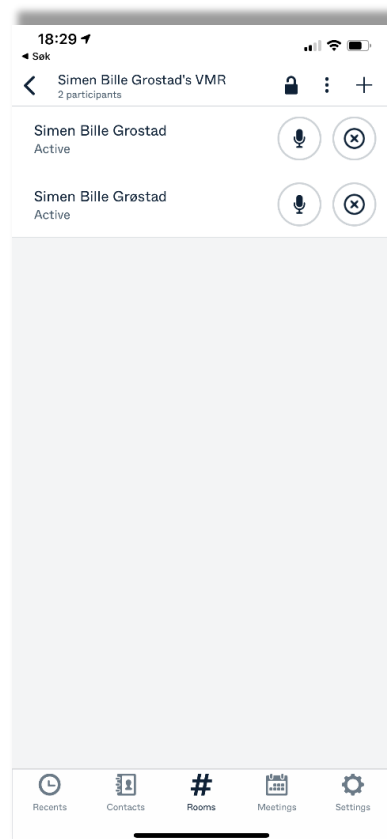 18:29
Søk
Simen Bille Grostad's VMR
2 participants
Simen Bille Grostad
Active
Simen Bille Grøstad
Active
Recents
Contacts
Rooms
Meetings
Settings